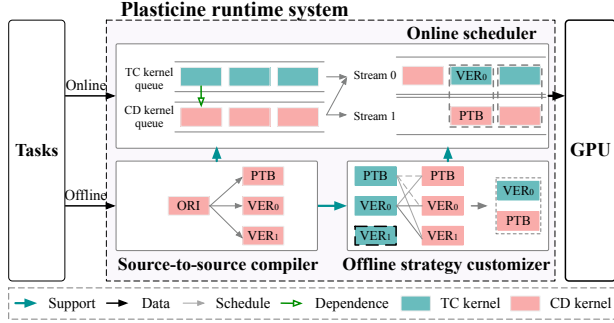 Plasticine runtime system
Online scheduler
Tasks
Online
Offline
TC kernel
queue
CD kernel
queue
Stream 0
Stream 1
VER0
PTB
GPU
ORI
PTB
VER0
VER1
Source-to-source compiler
PTB
VER0
VER1
PTB
VER0
VER1
VER0
PTB
Offline strategy customizer
Support
Data
Schedule
Dependence
TC kernel
CD kernel